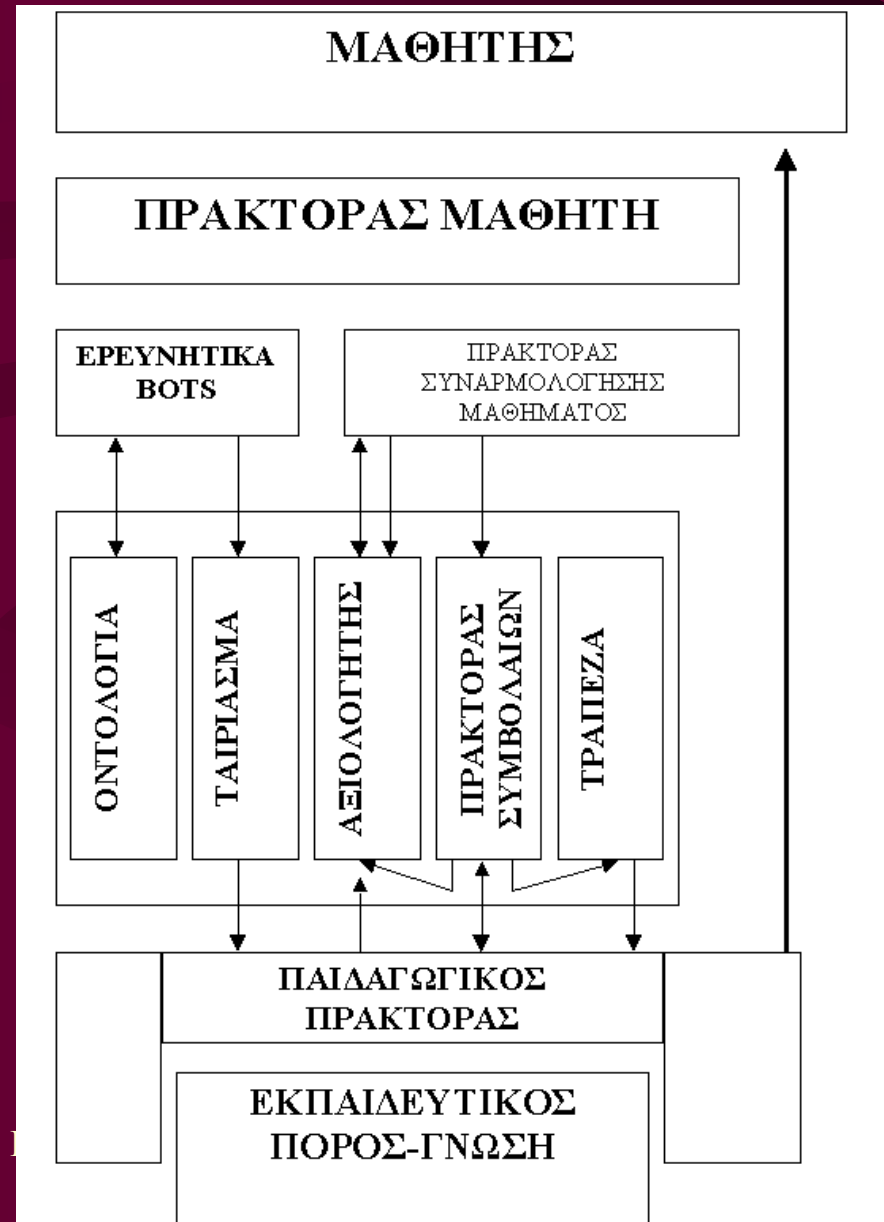 ΜΑΘΗΤΗΣ
ΠΡΑΚΤΟΡΑΣ ΜΑΘΗΤΗ
ΕΡΕΥΝΗΤΙΚΑ
BOTS
ΠΡΑΚΤΟΡΑΣ
ΣΥΝΑΡΜΟΛΟΓΗΣΗΣ
ΜΑΘΗΜΑΤΟΣ
ΟΝΤΟΛΟΓΙΑ
ΤΑΙΡΙΑΣΜΑ
ΑΞΙΟΛΟΓΗΤΗΣ
ΠΡΑΚΤΟΡΑΣ
ΣΥΜΒΟΛΑΙΩΝ
ΤΡΑΠΕΖΑ
ΠΑΙΔΑΓΩΓΙΚΟΣ
ΠΡΑΚΤΟΡΑΣ
ΕΚΠΑΙΔΕΥΤΙΚΟΣ
ΠΟΡΟΣ-ΓΝΩΣΗ